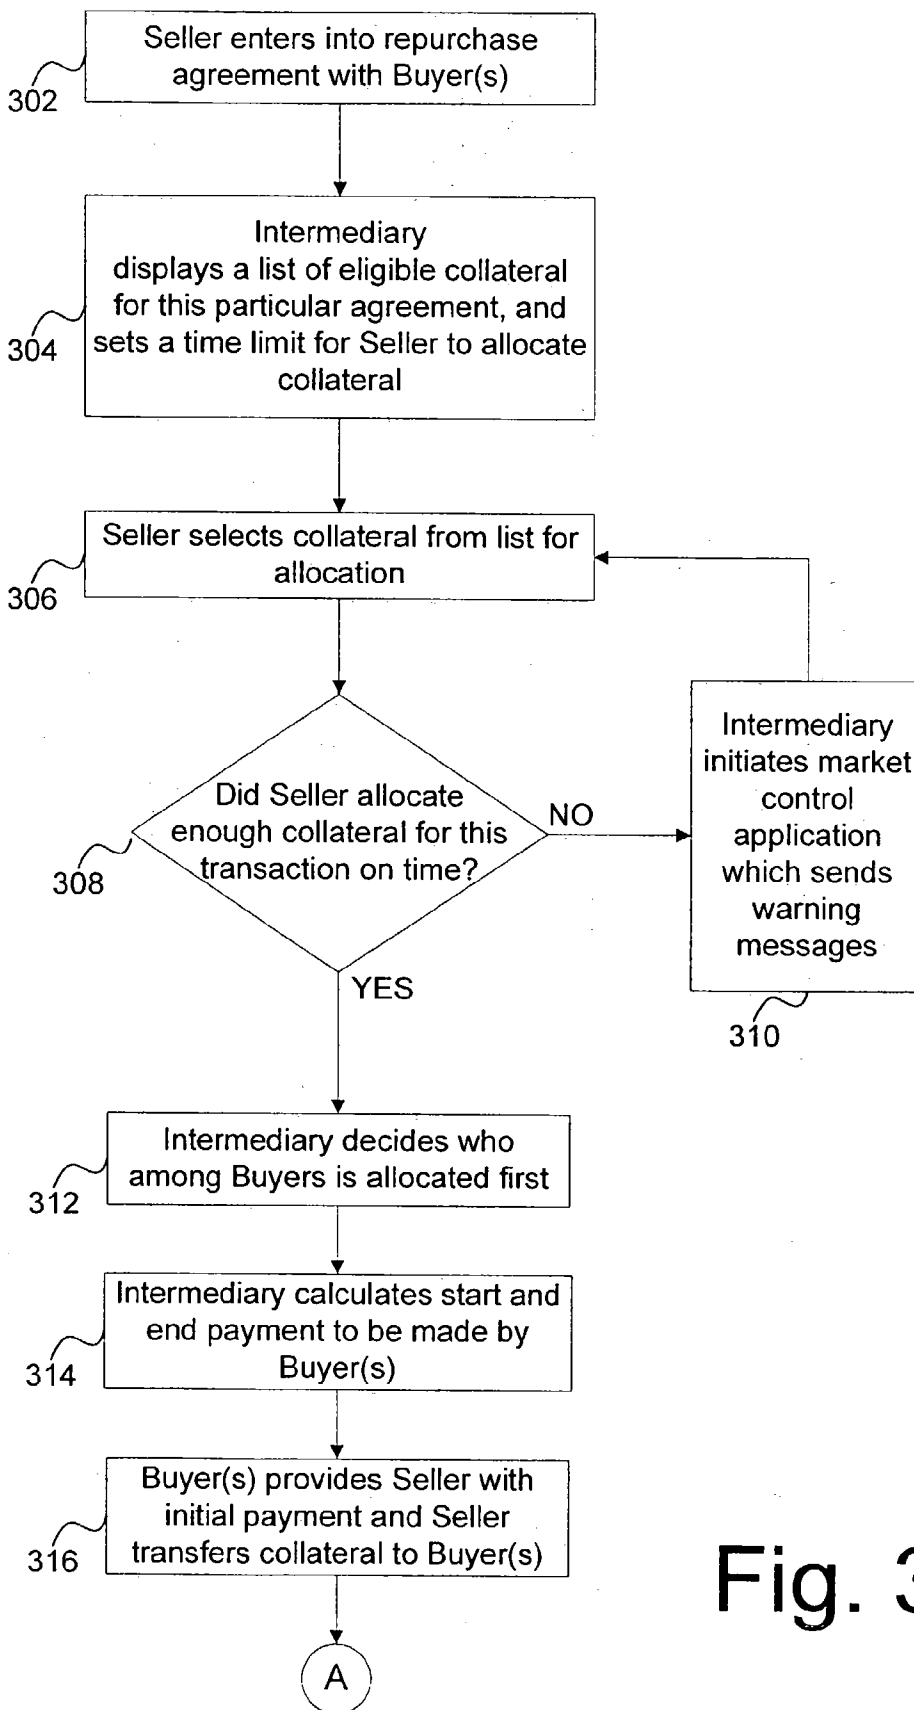 Seller enters into repurchase
agreement with Buyer(s)
302
Intermediary
displays a list of eligible collateral
for this particular agreement, and
sets a time limit for Seller to allocate
collateral
304
Seller selects collateral from list for
allocation
306
Did Seller allocate
enough collateral for this
transaction on time?
308
NO
Intermediary
initiates market
control
application
which sends
warning
messages
310
YES
Intermediary decides who
among Buyers is allocated first
312
Intermediary calculates start and
end payment to be made by
Buyer(s)
314
Buyer(s) provides Seller with
initial payment and Seller
transfers collateral to Buyer(s)
316
Fig. 3
A